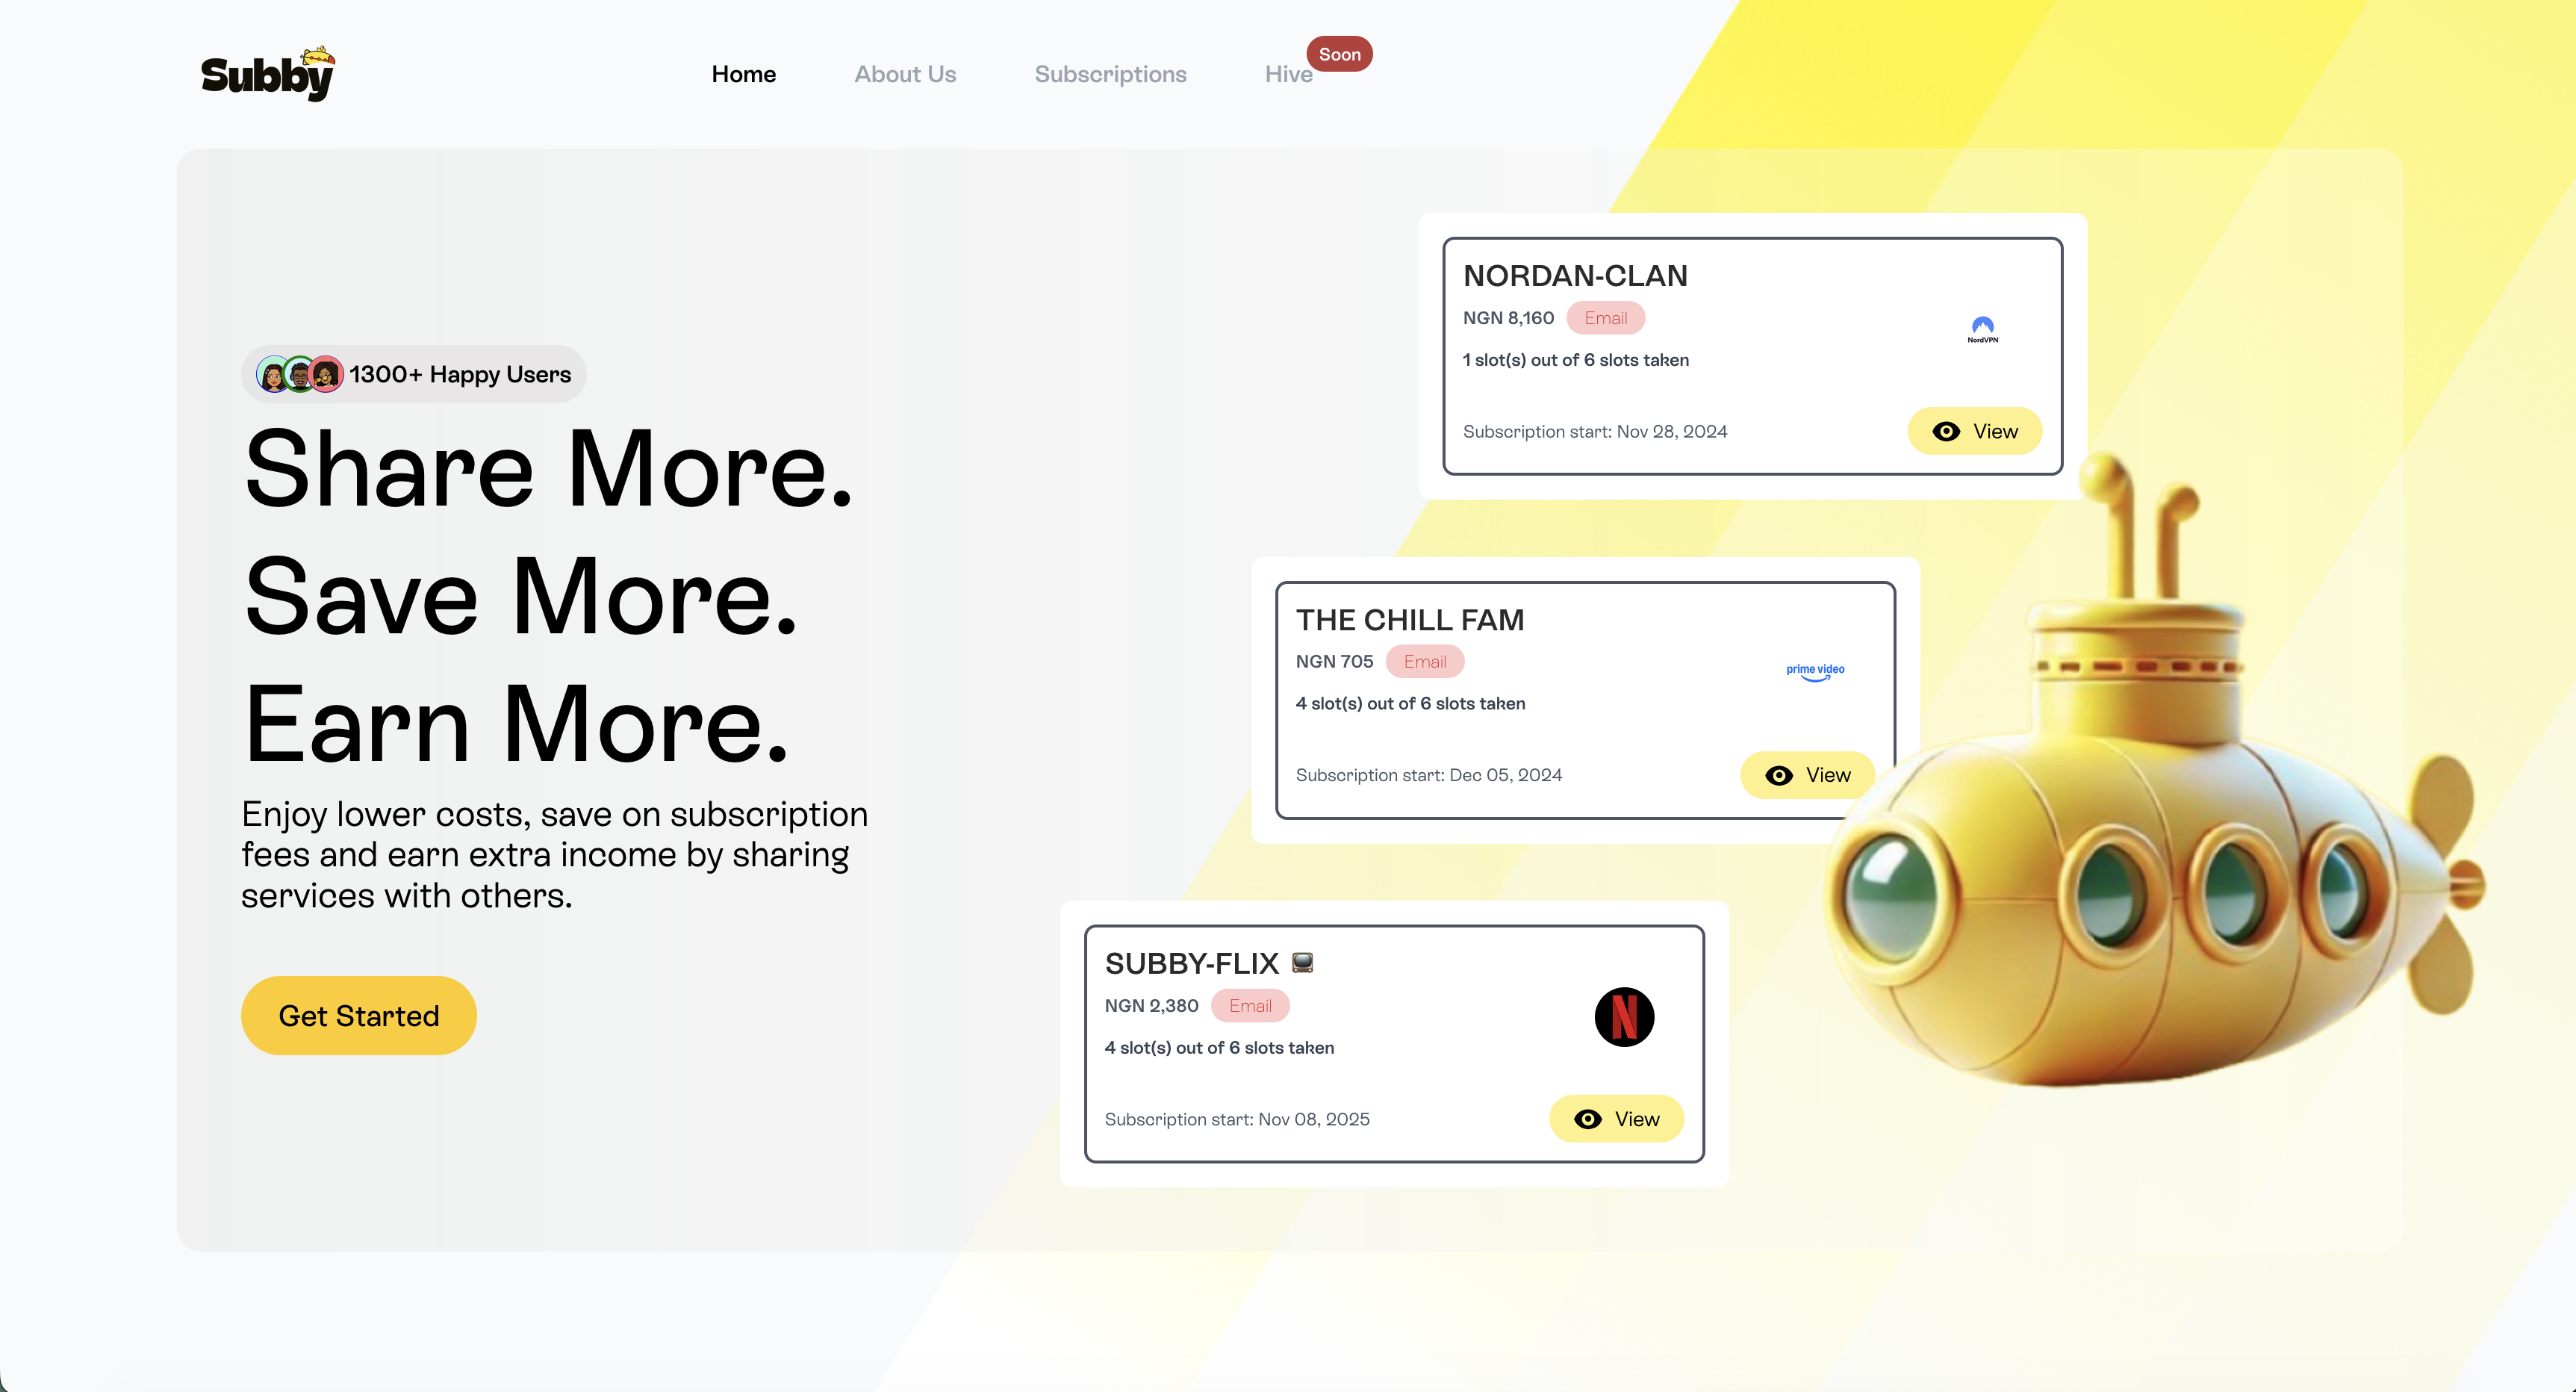 Subby
Home
About Us
Subscriptions
Hive
Soon
1300+ Happy Users
Share More.
Save More.
Earn More.
Enjoy lower costs, save on subscription
fees and earn extra income by sharing
services with others.
Get Started
NORDAN-CLAN
NGN 8,160 Email
1 slot(s) out of 6 slots taken
NordVPN
Subscription start: Nov 28, 2024
View
THE CHILL FAM
NGN 705 Email
prime video
4 slot(s) out of 6 slots taken
Subscription start: Dec 05, 2024
View
SUBBY-FLIX 📺
NGN 2,380 Email
N
4 slot(s) out of 6 slots taken
Subscription start: Nov 08, 2025
View